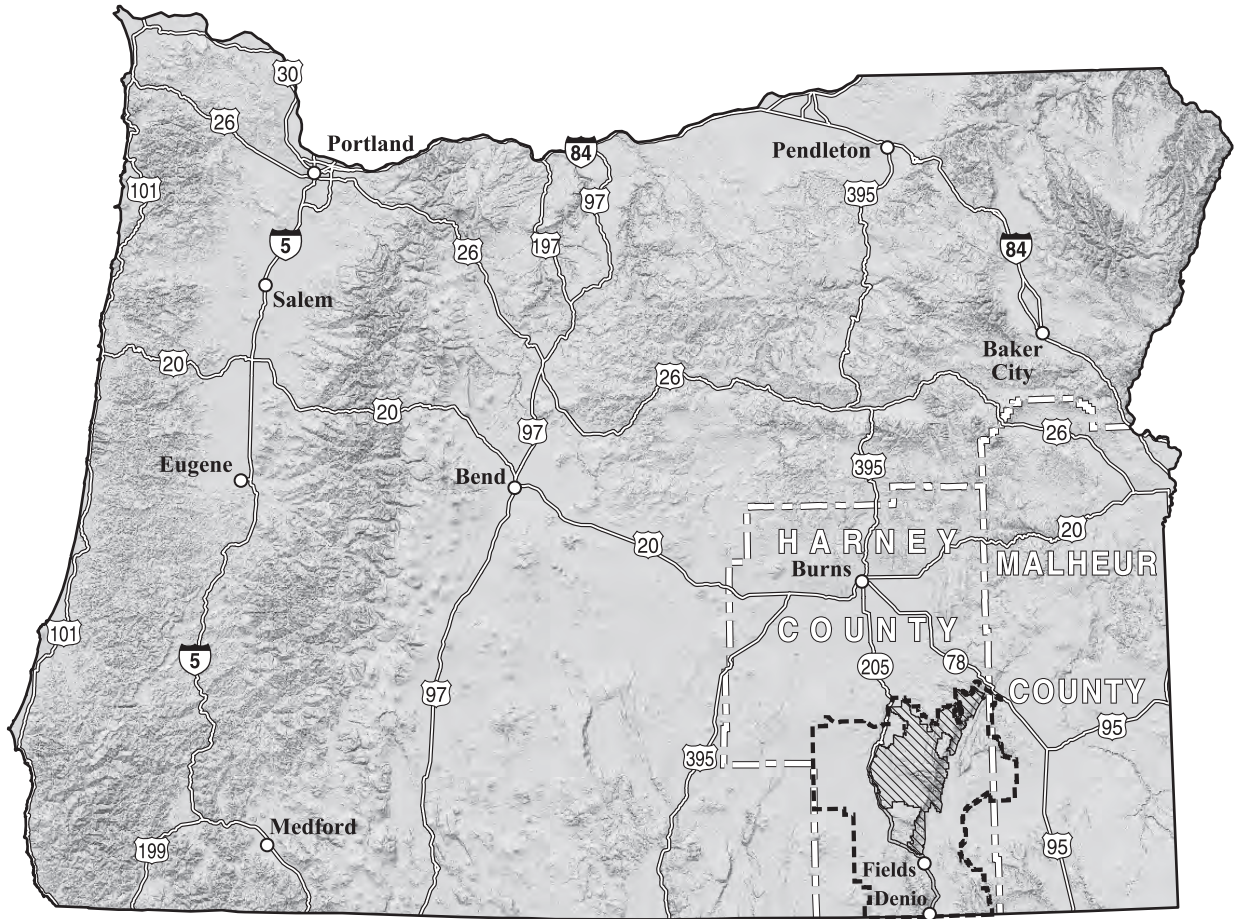 30
26
Portland
84
Pendleton
101
97
395
5
26
197
84
Salem
Baker
City
20
26
20
97
26
Eugene
395
Bend
20
20
HARNEY
MALHEUR
Burns
101
COUNTY
5
205
78
97
COUNTY
95
395
Medford
199
95
Fields
Denio